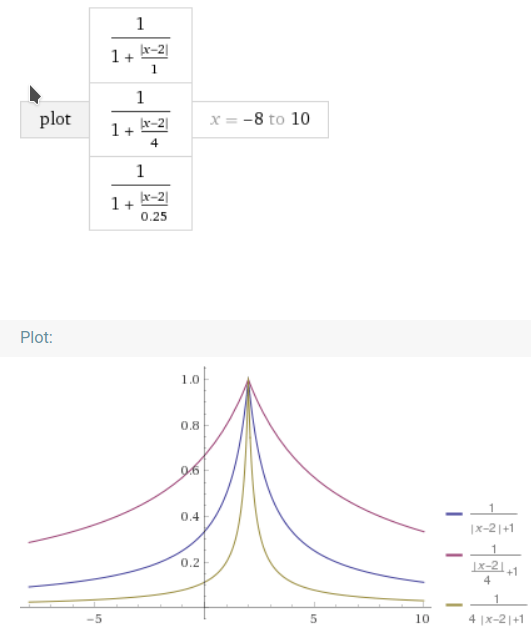 1
1 + |x−2|
1
1
plot
1 + |x−2|
4
x = −8 to 10
1
1 + |x−2|
0.25
Plot:
1.0
0.8
0.6
0.4
0.2
−5
5
10
1
|x−2|+1
1
|x−2|
4
+1
1
4 |x−2|+1